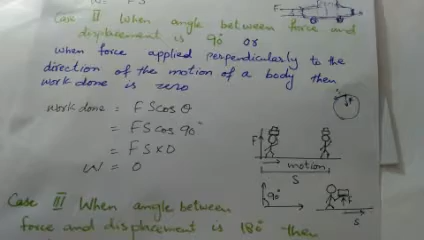 W = FS
F
Case II When angle between force and
displacement is 90° or
when force applied perpendicularly to the
direction of the motion of a body then
work done is zero
work done = F S cos θ
= F S cos 90°
= F S x 0
W = 0
F
motion
S
90°
S
Case III When angle between
force and displacement is 180° then